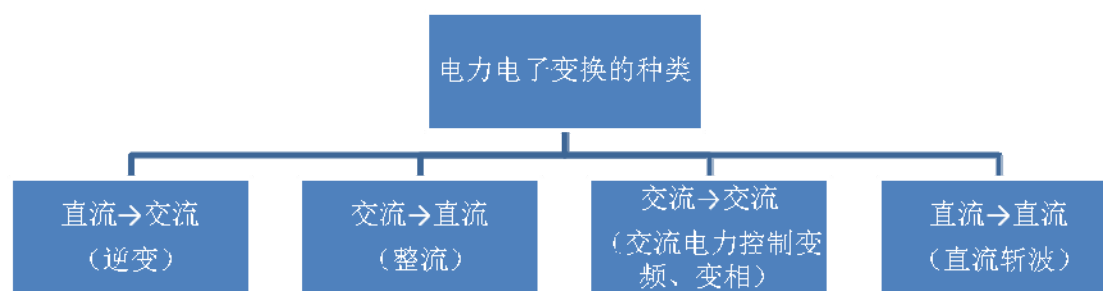 电力电子变换的种类
直流→交流
（逆变）
交流→直流
（整流）
交流→交流
（交流电力控制变
频、变相）
直流→直流
（直流斩波）